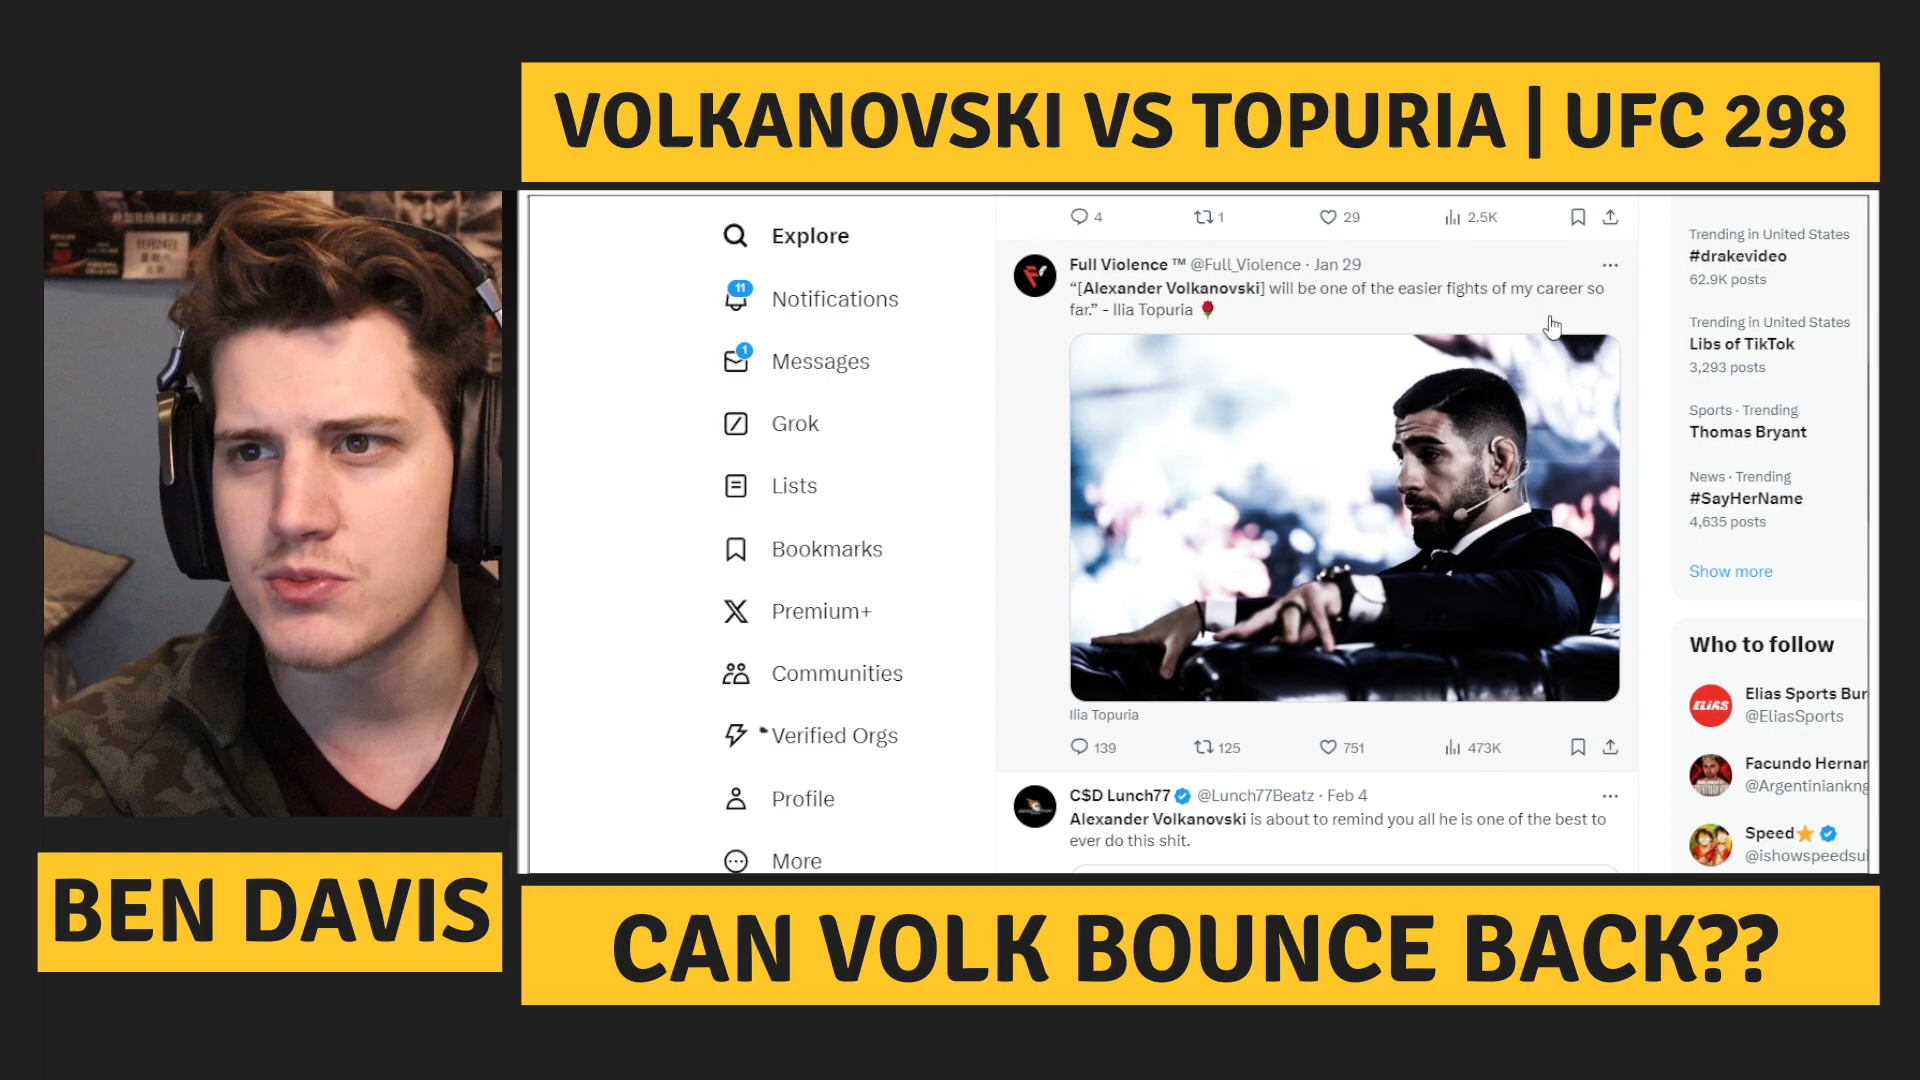 VOLKANOVSKI VS TOPURIA | UFC 298
Explore
11
Notifications
1
Messages
Grok
Lists
Bookmarks
Premium+
Communities
Verified Orgs
Profile
More
4
1
29
2.5K
Full Violence ™ @Full_Violence · Jan 29
“[Alexander Volkanovski] will be one of the easier fights of my career so
far.” - Ilia Topuria 🌹
Ilia Topuria
139
125
751
473K
C$D Lunch77 @Lunch77Beatz · Feb 4
Alexander Volkanovski is about to remind you all he is one of the best to
ever do this shit.
Trending in United States
#drakevideo
62.9K posts
Trending in United States
Libs of TikTok
3,293 posts
Sports · Trending
Thomas Bryant
News · Trending
#SayHerName
4,635 posts
Show more
Who to follow
ELIAS
Elias Sports Bur
@EliasSports
Facundo Hernar
@Argentiniankng
Speed⭐
@ishowspeedsui
BEN DAVIS
CAN VOLK BOUNCE BACK??